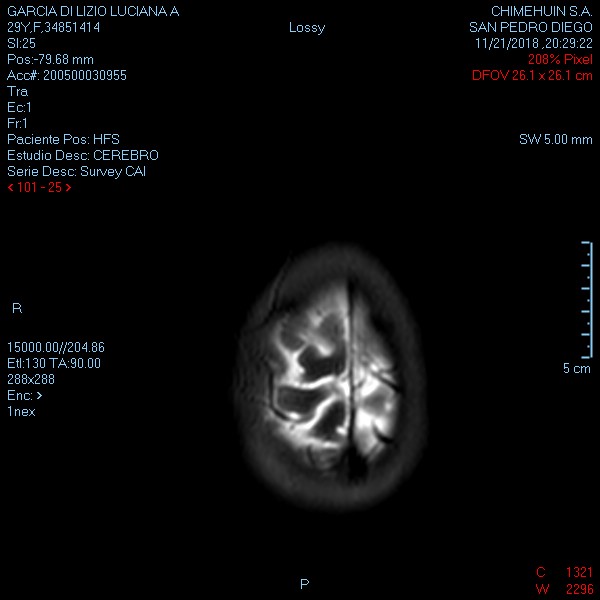 GARCIA DI LIZIO LUCIANA A
29Y,F,34851414
Sl:25
Pos:-79.68 mm
Acc#: 200500030955
Tra
Ec:1
Fr:1
Paciente Pos: HFS
Estudio Desc: CEREBRO
Serie Desc: Survey CAI
< 101 - 25 >
Lossy
CHIMEHUIN S.A.
SAN PEDRO DIEGO
11/21/2018 ,20:29:22
208% Pixel
DFOV 26.1 x 26.1 cm
SW 5.00 mm
R
15000.00//204.86
Etl:130 TA:90.00
288x288
Enc: >
1nex
5 cm
P
C 1321
W 2296